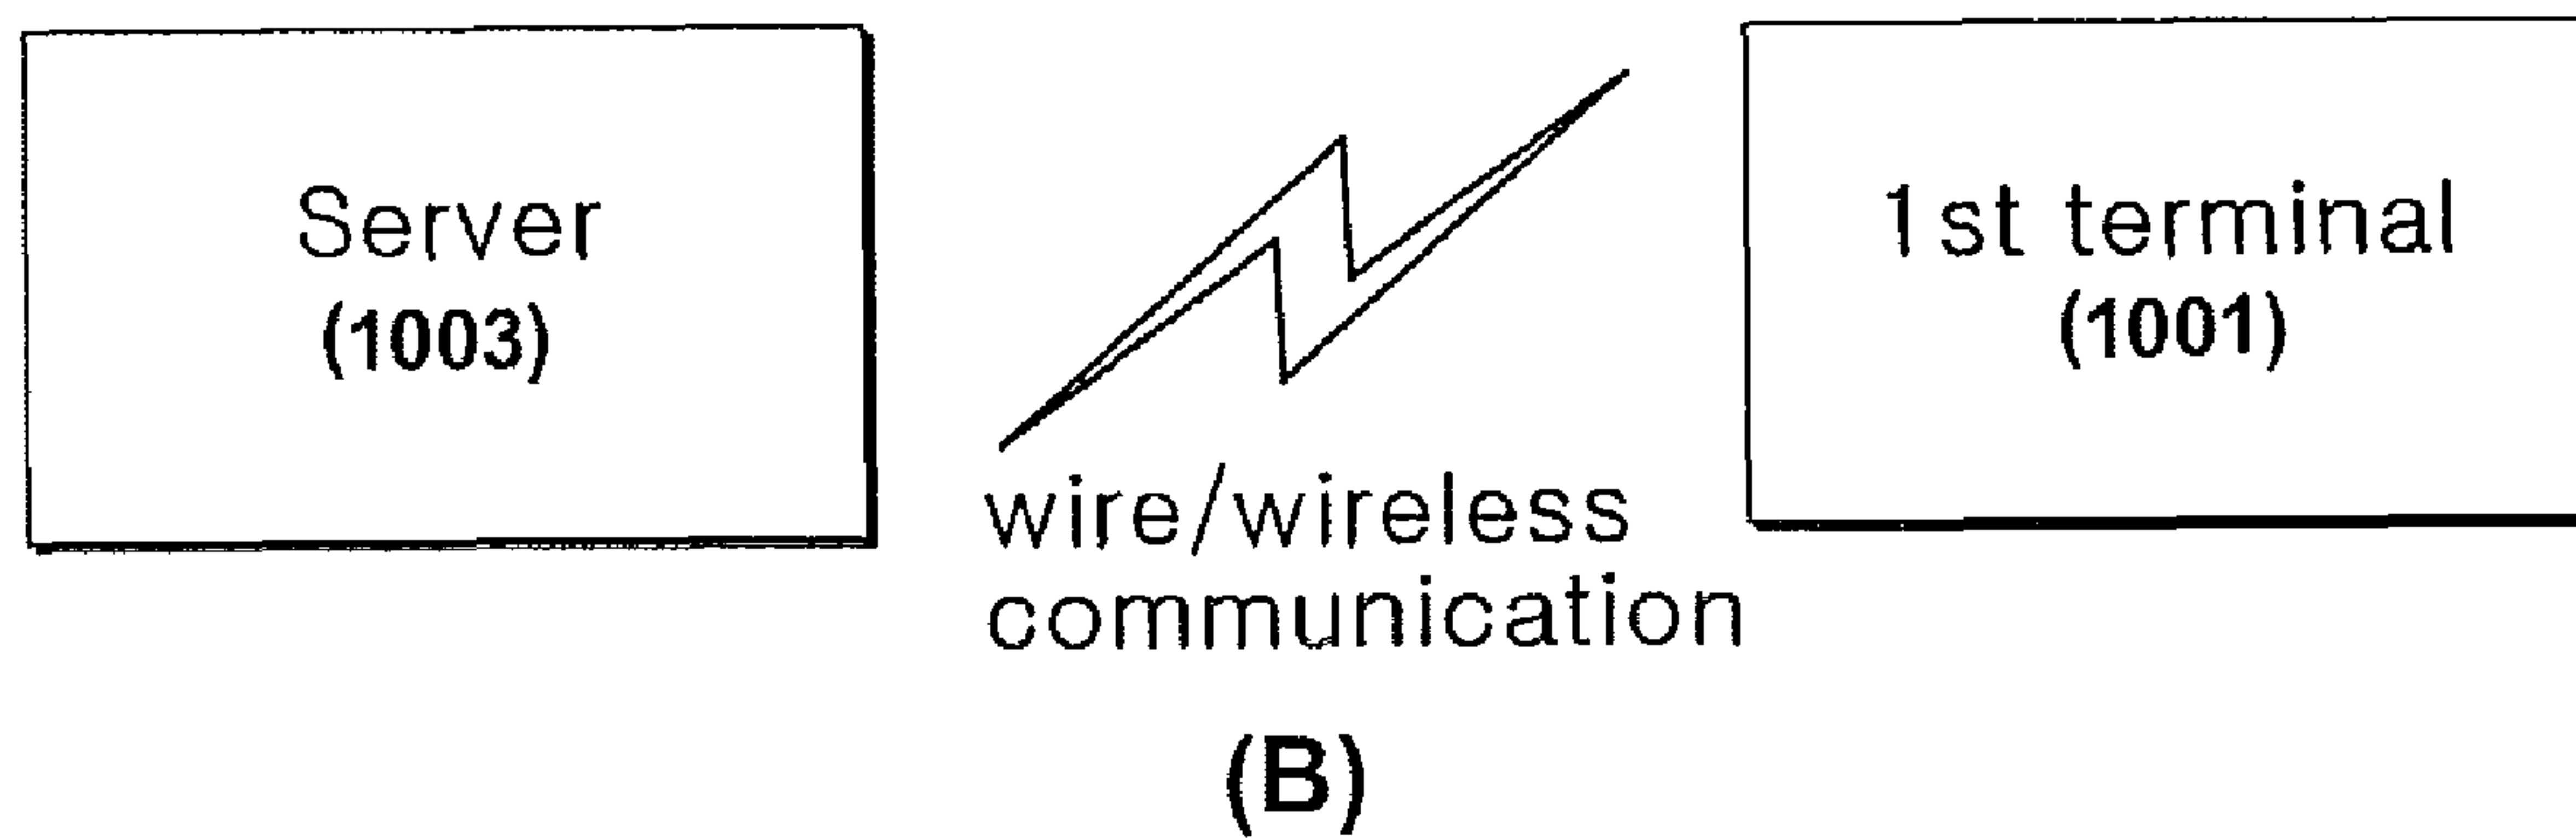 Server
(1003)
wire/wireless
communication
1st terminal
(1001)
(B)